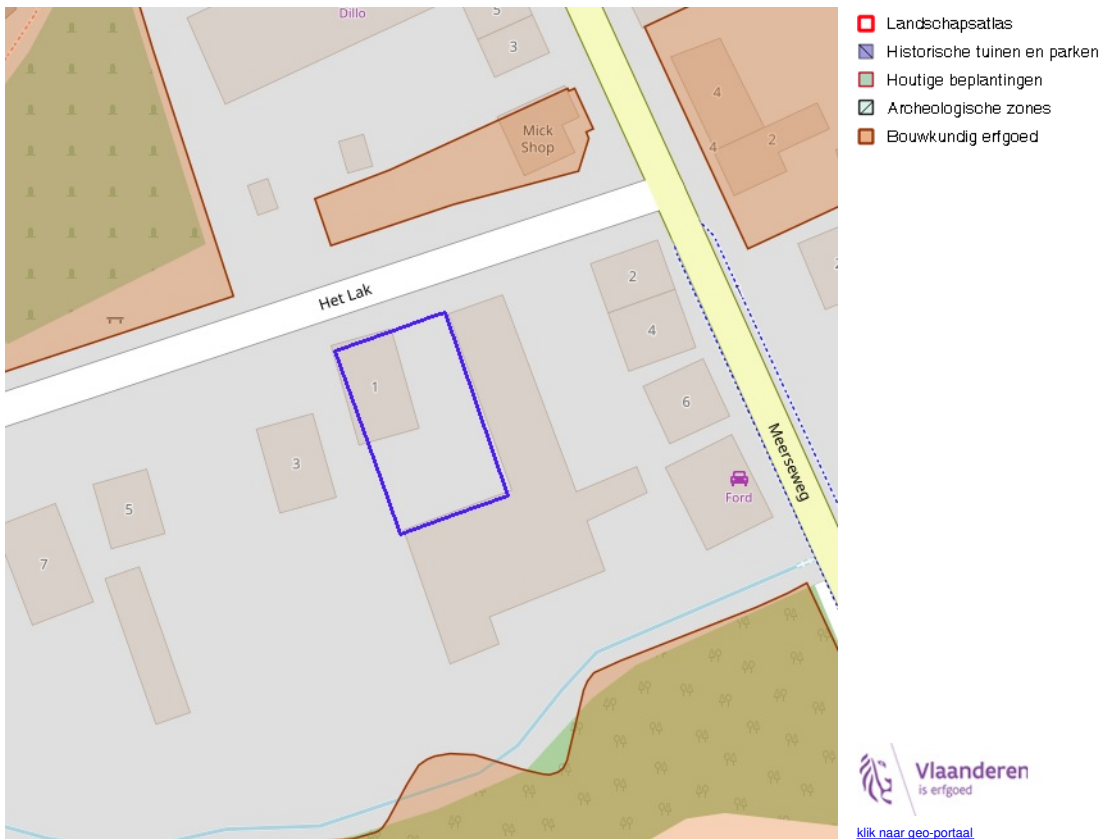 Dillo
5
3
4
4
2
Mick
Shop
Het Lak
2
4
1
6
3
Meerseweg
Ford
5
7
Landschapsatlas
Historische tuinen en parken
Houtige beplantingen
Archeologische zones
Bouwkundig erfgoed
Vlaanderen
is erfgoed
klik naar geo-portaal